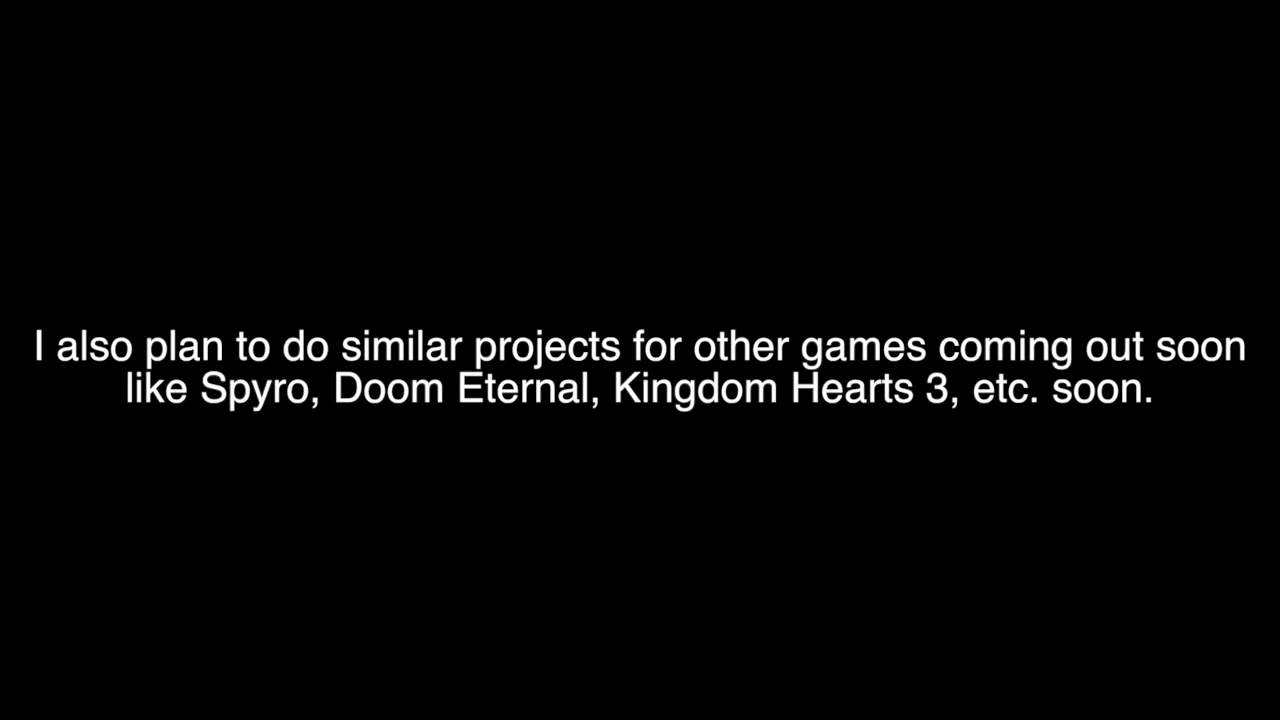 I also plan to do similar projects for other games coming out soon
like Spyro, Doom Eternal, Kingdom Hearts 3, etc. soon.